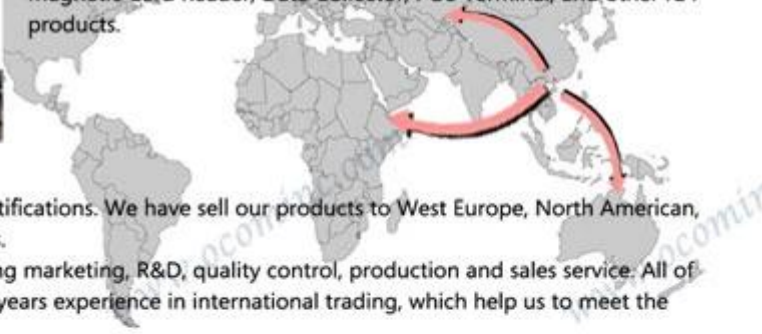 products.
tifications. We have sell our products to West Europe, North American,
s.
ng marketing, R&D, quality control, production and sales service. All of
years experience in international trading, which help us to meet the